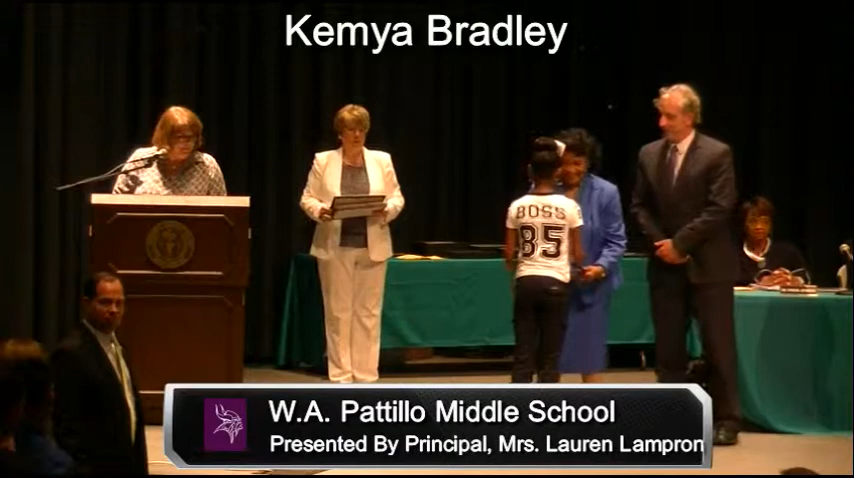 Kemya Bradley
BOSS
85
W.A. Pattillo Middle School
Presented By Principal, Mrs. Lauren Lampron